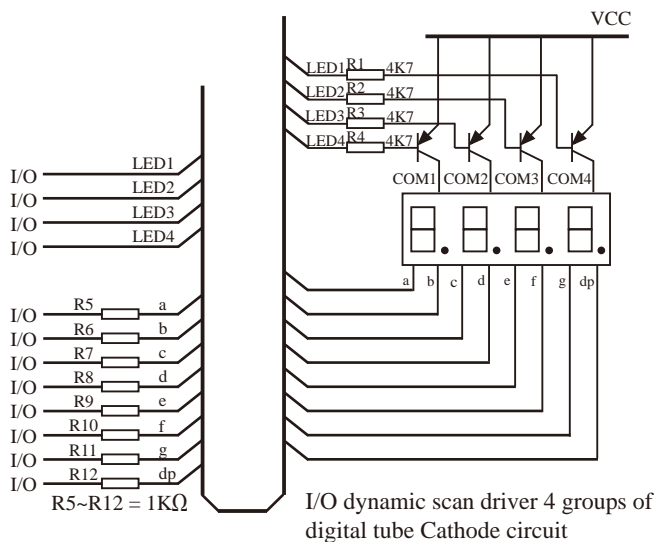 VCC
LED1 R1 4K7
LED2 R2 4K7
LED3 R3 4K7
LED4 R4 4K7
COM1 COM2 COM3 COM4
I/O LED1
I/O LED2
I/O LED3
I/O LED4
a b c d e f g dp
I/O R5 a
I/O R6 b
I/O R7 c
I/O R8 d
I/O R9 e
I/O R10 f
I/O R11 g
I/O R12 dp
R5~R12 = 1KΩ
I/O dynamic scan driver 4 groups of
digital tube Cathode circuit